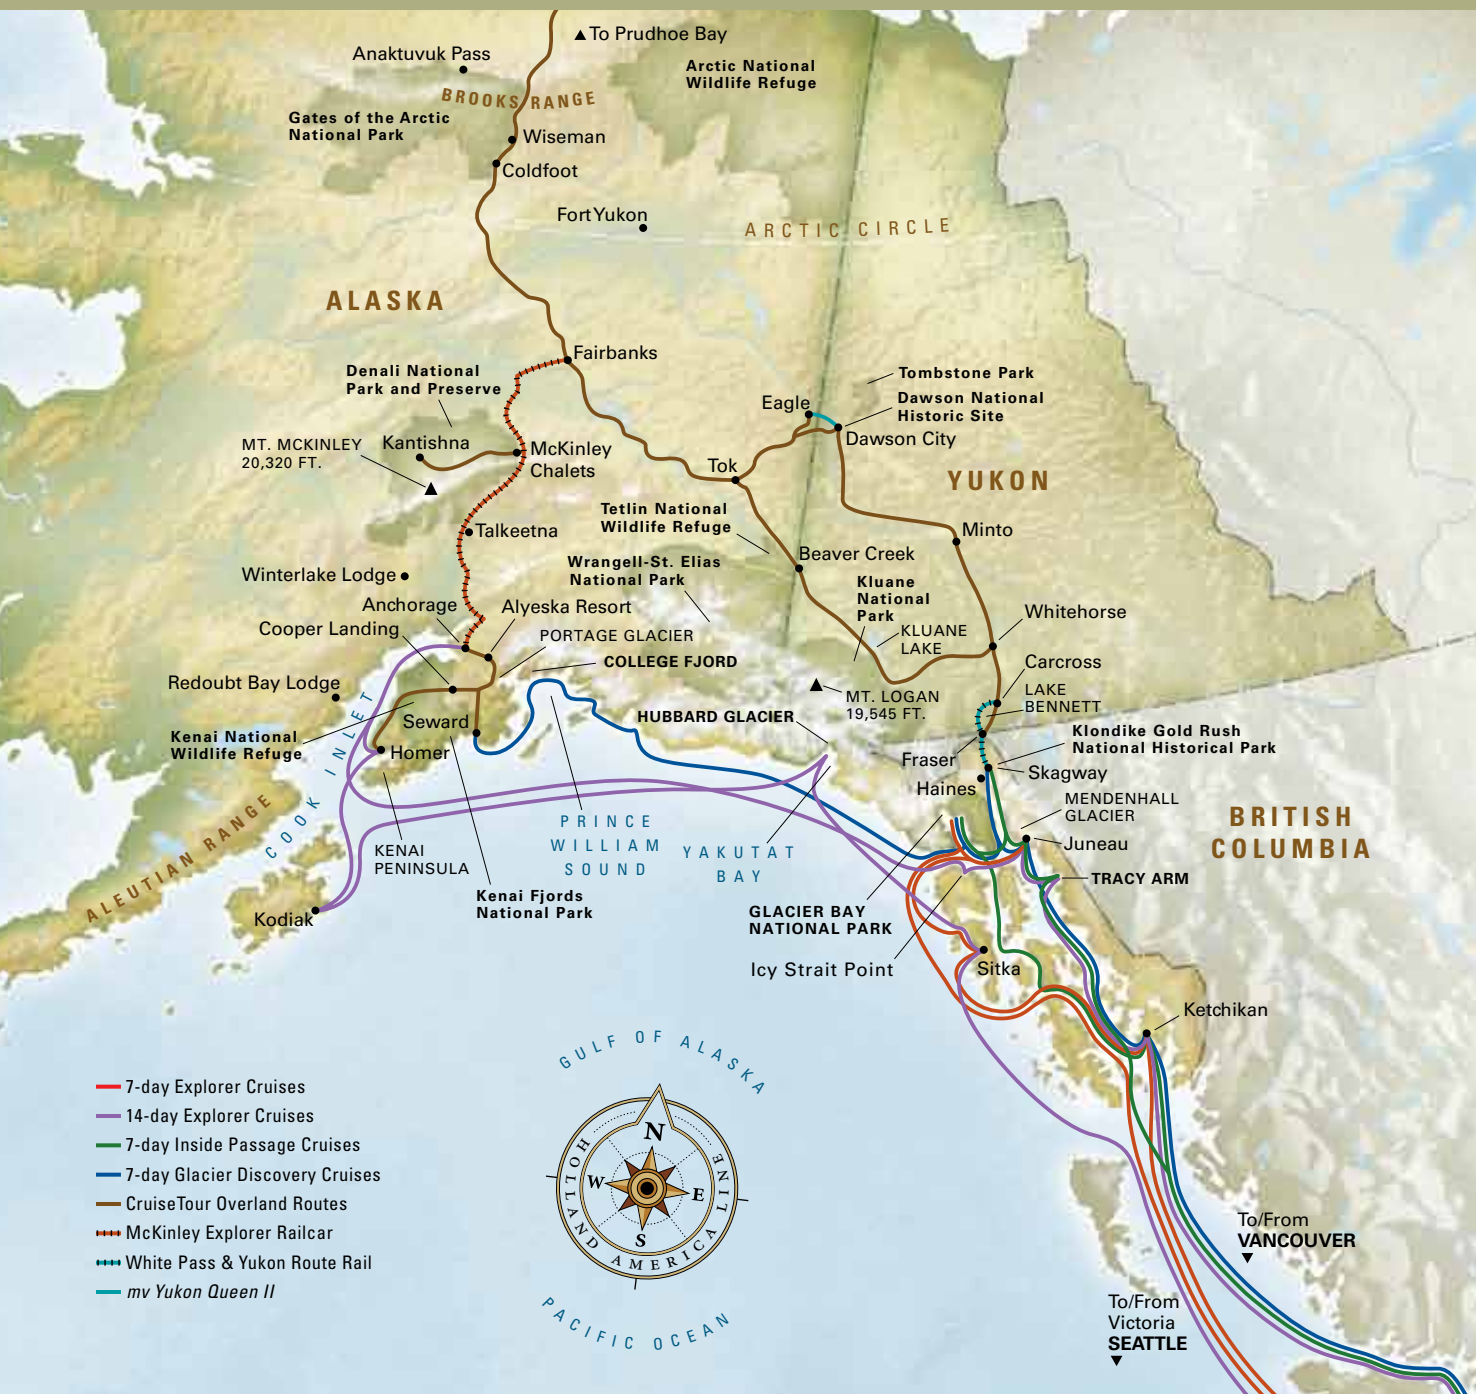 To Prudhoe Bay
Anaktuvuk Pass
Arctic National
Wildlife Refuge
BROOKS RANGE
Gates of the Arctic
National Park
Wiseman
Coldfoot
Fort Yukon
ARCTIC CIRCLE
ALASKA
Fairbanks
Denali National
Park and Preserve
Tombstone Park
Eagle
Dawson National
Historic Site
Dawson City
MT. MCKINLEY
20,320 FT.
Kantishna
McKinley
Chalets
Tok
YUKON
Tetlin National
Wildlife Refuge
Minto
Talkeetna
Beaver Creek
Wrangell-St. Elias
National Park
Winterlake Lodge
Kluane
National
Park
Anchorage
Alyeska Resort
Whitehorse
Cooper Landing
PORTAGE GLACIER
KLUANE
LAKE
COLLEGE FJORD
Carcross
Redoubt Bay Lodge
MT. LOGAN
19,545 FT.
LAKE
BENNETT
Seward
HUBBARD GLACIER
Kenai National
Wildlife Refuge
Homer
Klondike Gold Rush
National Historical Park
Fraser
Skagway
Haines
COOK INLET
MENDENHALL
GLACIER
ALEUTIAN RANGE
PRINCE
WILLIAM
SOUND
YAKUTAT
BAY
BRITISH
COLUMBIA
Juneau
KENAI
PENINSULA
TRACY ARM
Kenai Fjords
National Park
Kodiak
GLACIER BAY
NATIONAL PARK
Icy Strait Point
Sitka
Ketchikan
GULF OF ALASKA
7-day Explorer Cruises
14-day Explorer Cruises
7-day Inside Passage Cruises
7-day Glacier Discovery Cruises
CruiseTour Overland Routes
McKinley Explorer Railcar
White Pass & Yukon Route Rail
mv Yukon Queen II
N
W
E
S
HOLLAND AMERICA LINE
PACIFIC OCEAN
To/From
VANCOUVER
To/From
Victoria
SEATTLE